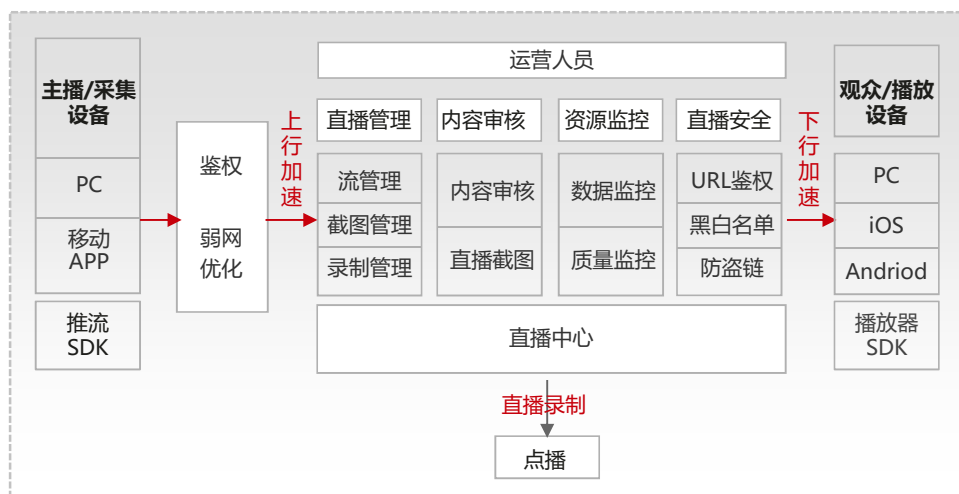 主播/采集
设备
PC
移动
APP
推流
SDK
鉴权
弱网
优化
上行加速
运营人员
直播管理
内容审核
资源监控
直播安全
流管理
截图管理
录制管理
内容审核
直播截图
数据监控
质量监控
URL鉴权
黑白名单
防盗链
直播中心
直播录制
点播
下行加速
观众/播放
设备
PC
iOS
Andriod
播放器
SDK